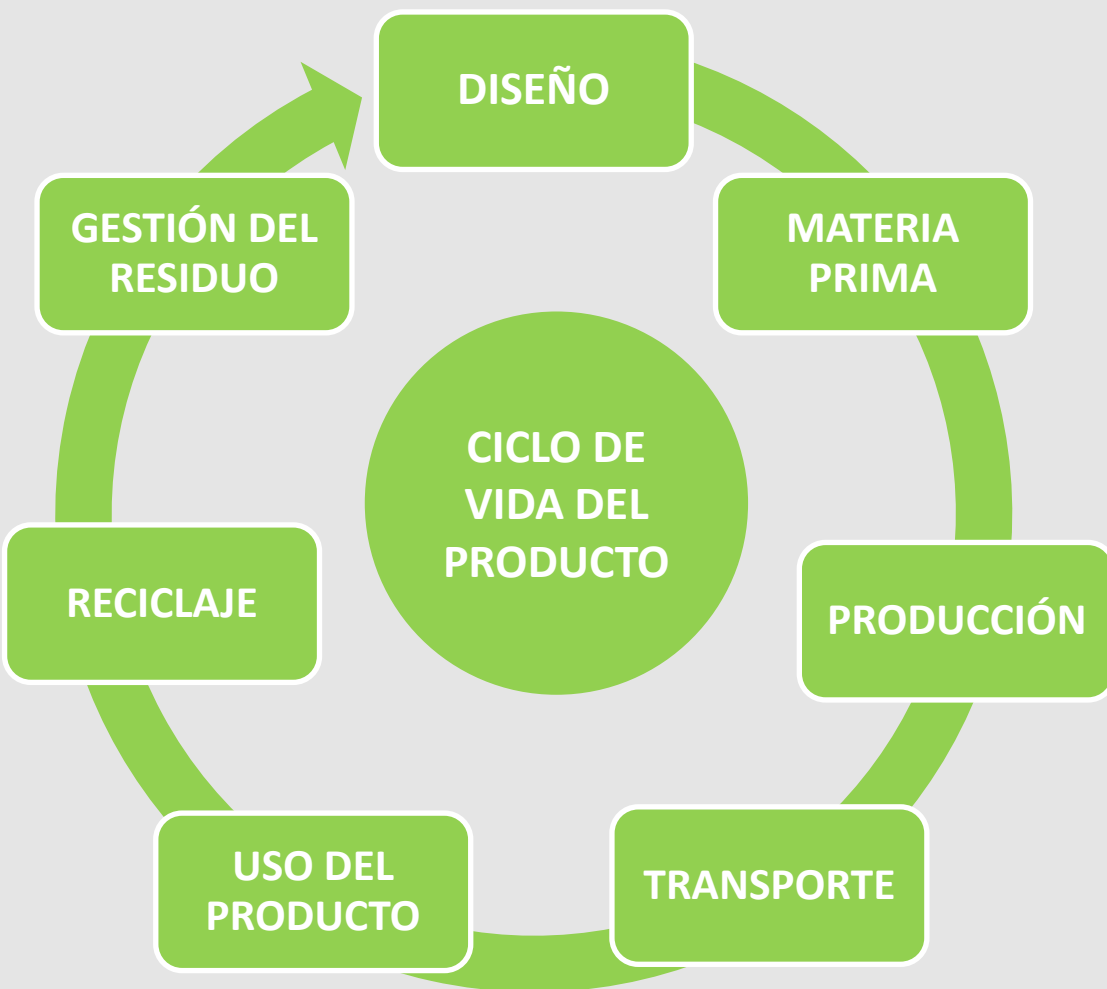 DISEÑO
MATERIA
PRIMA
PRODUCCIÓN
TRANSPORTE
USO DEL
PRODUCTO
RECICLAJE
GESTIÓN DEL
RESIDUO
CICLO DE
VIDA DEL
PRODUCTO